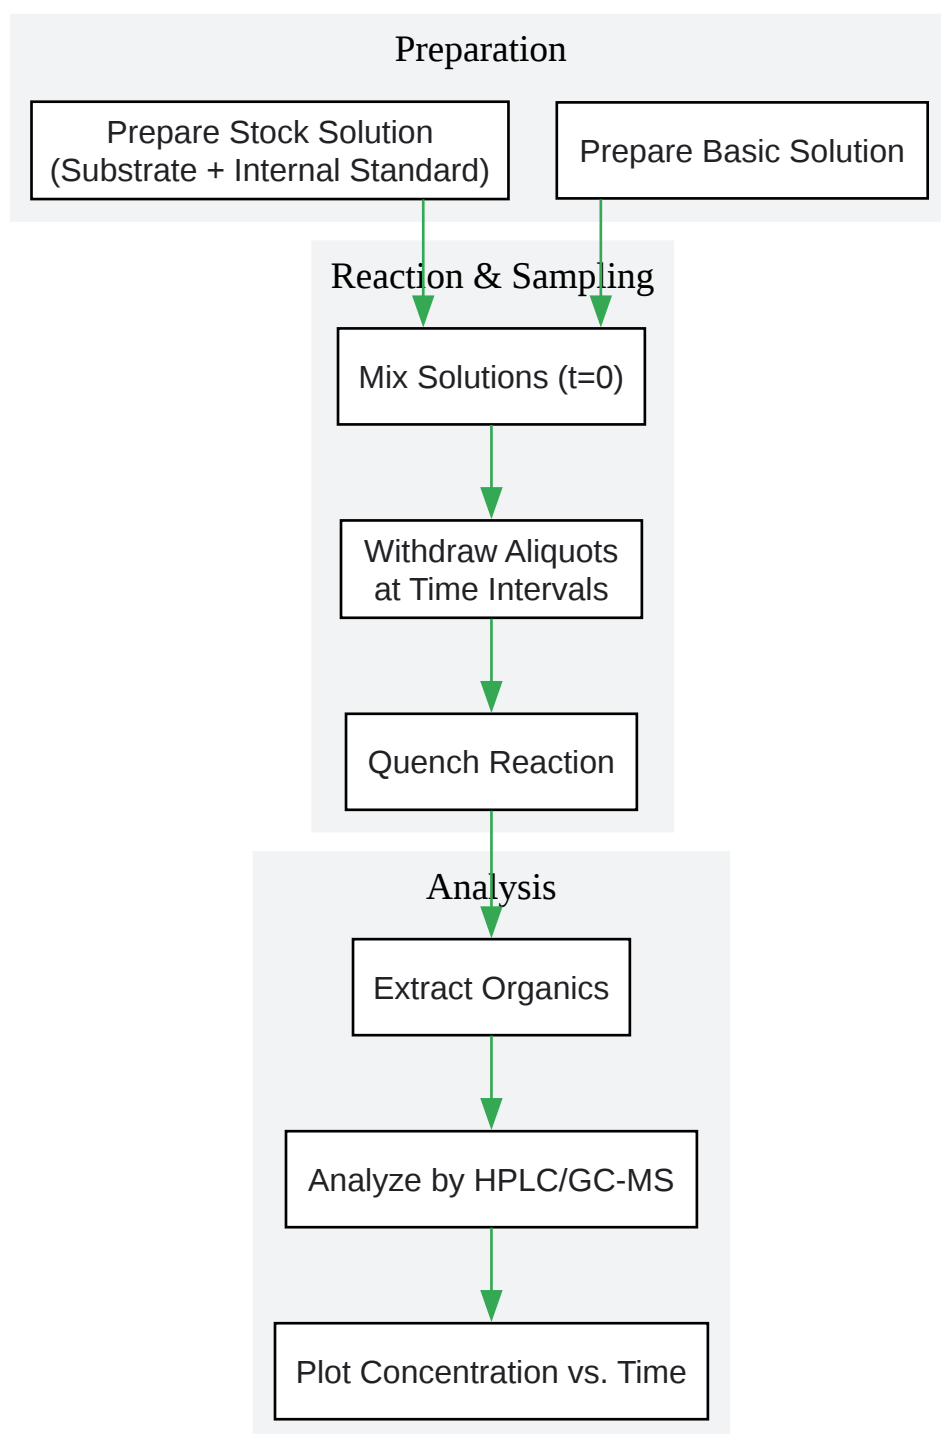 Preparation
Prepare Stock Solution
(Substrate + Internal Standard)
Prepare Basic Solution
Reaction & Sampling
Mix Solutions (t=0)
Withdraw Aliquots
at Time Intervals
Quench Reaction
Analysis
Extract Organics
Analyze by HPLC/GC-MS
Plot Concentration vs. Time